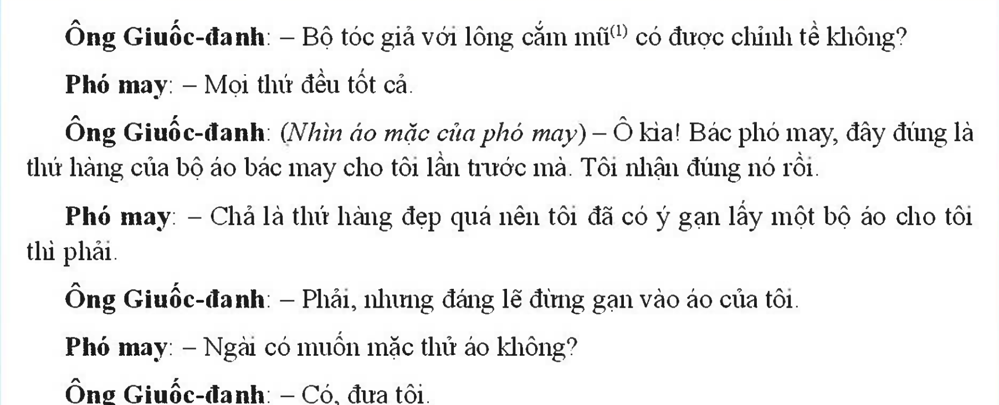 Ông Giuốc-đanh: – Bộ tóc giả với lông cắm mũ(1) có được chỉnh tề không?
Phó may: – Mọi thứ đều tốt cả.
Ông Giuốc-đanh: (Nhìn áo mặc của phó may) – Ô kìa! Bác phó may, đây đúng là
thứ hàng của bộ áo bác may cho tôi lần trước mà. Tôi nhận đúng nó rồi.
Phó may: – Chả là thứ hàng đẹp quá nên tôi đã có ý gạn lấy một bộ áo cho tôi
thì phải.
Ông Giuốc-đanh: – Phải, nhưng đáng lẽ đừng gạn vào áo của tôi.
Phó may: – Ngài có muốn mặc thử áo không?
Ông Giuốc-đanh: – Có, đưa tôi.